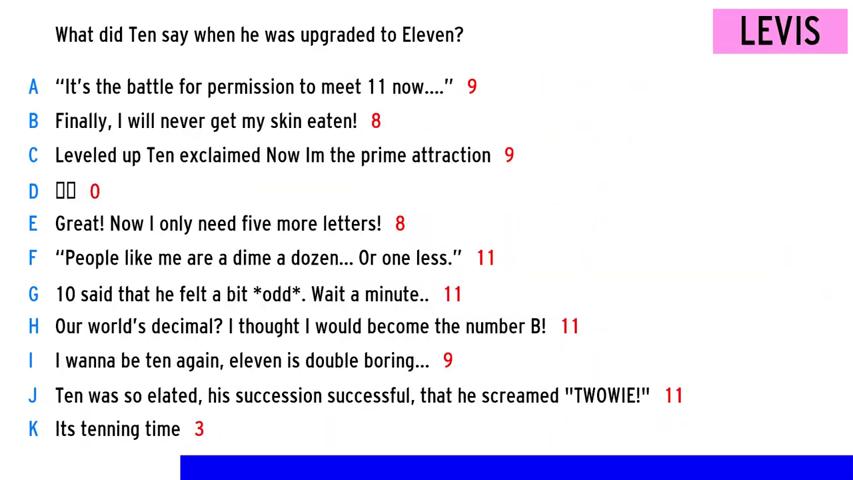 What did Ten say when he was upgraded to Eleven?
LEVIS
A “It’s the battle for permission to meet 11 now....” 9
B Finally, I will never get my skin eaten! 8
C Leveled up Ten exclaimed Now Im the prime attraction 9
D 0
E Great! Now I only need five more letters! 8
F “People like me are a dime a dozen... Or one less.” 11
G 10 said that he felt a bit *odd*. Wait a minute.. 11
H Our world’s decimal? I thought I would become the number B! 11
I I wanna be ten again, eleven is double boring... 9
J Ten was so elated, his succession successful, that he screamed "TWOWIE!" 11
K Its tenning time 3